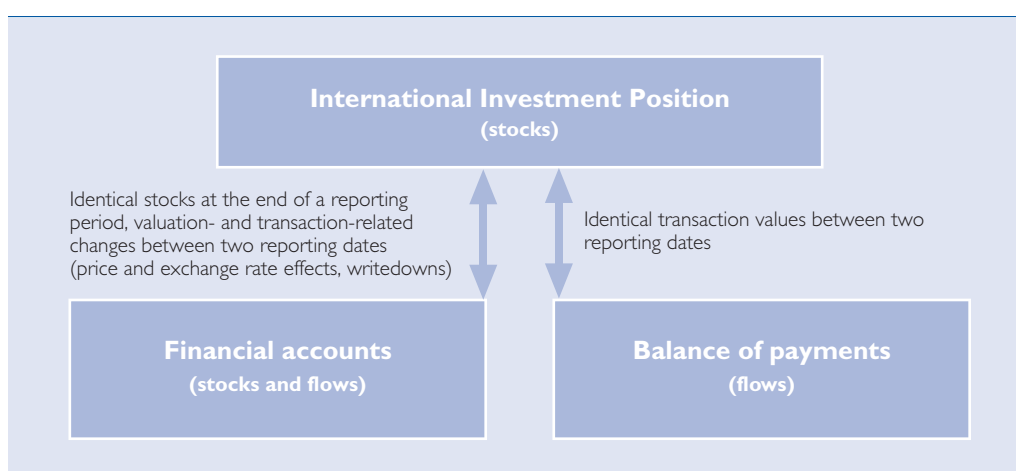 International Investment Position
(stocks)
Identical stocks at the end of a reporting
period, valuation- and transaction-related
changes between two reporting dates
(price and exchange rate effects, writedowns)
Identical transaction values between two
reporting dates
Financial accounts
(stocks and flows)
Balance of payments
(flows)